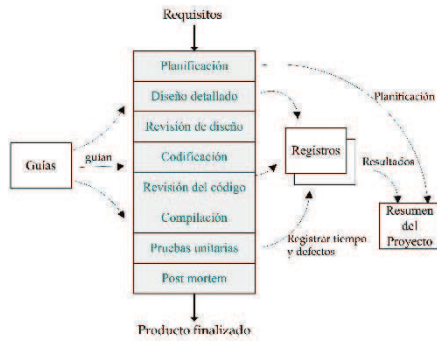 Requisitos
Planificación
Diseño detallado
Revisión de diseño
Codificación
Revisión del código
Compilación
Pruebas unitarias
Post mortem
Producto finalizado
Guías
guían
Registros
Planificación
Resultados
Registrar tiempo
y defectos
Resumen
del
Proyecto